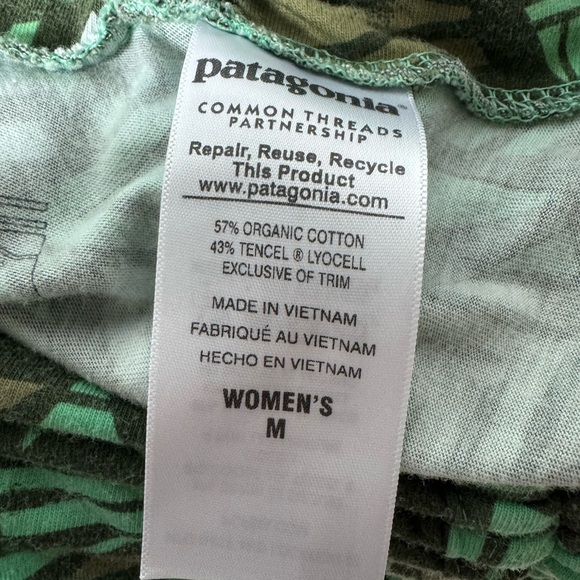 patagonia®
COMMON THREADS
PARTNERSHIP
Repair, Reuse, Recycle
This Product
www.patagonia.com
57% ORGANIC COTTON
43% TENCEL ® LYOCELL
EXCLUSIVE OF TRIM
MADE IN VIETNAM
FABRIQUÉ AU VIETNAM
HECHO EN VIETNAM
WOMEN'S
M